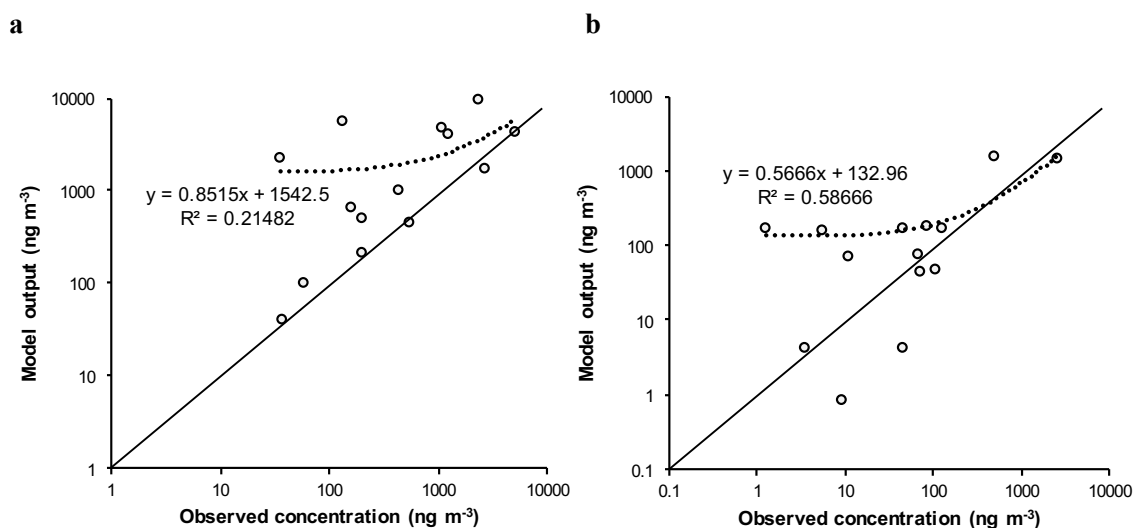 a
10000
1000
100
10
1
y = 0.8515x + 1542.5
R² = 0.21482
Model output (ng m⁻³)
1 10 100 1000 10000
Observed concentration (ng m⁻³)
b
10000
1000
100
10
1
0.1
y = 0.5666x + 132.96
R² = 0.58666
Model output (ng m⁻³)
0.1 1 10 100 1000 10000
Observed concentration (ng m⁻³)